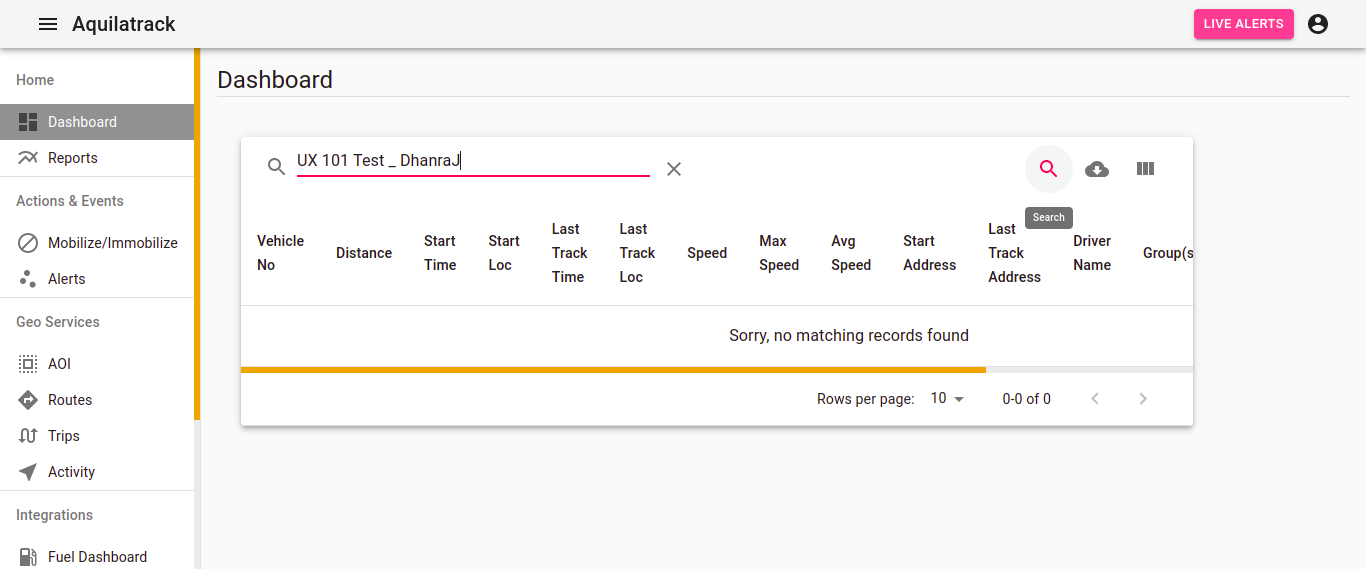 Aquilatrack
LIVE ALERTS
Home
Dashboard
Reports
Actions & Events
Mobilize/Immobilize
Alerts
Geo Services
AOI
Routes
Trips
Activity
Integrations
Fuel Dashboard
Dashboard
UX 101 Test _ DhanraJ
Search
Vehicle
No
Distance
Start
Time
Start
Loc
Last
Track
Time
Last
Track
Loc
Speed
Max
Speed
Avg
Speed
Start
Address
Last
Track
Address
Driver
Name
Group(s
Sorry, no matching records found
Rows per page: 10 0-0 of 0